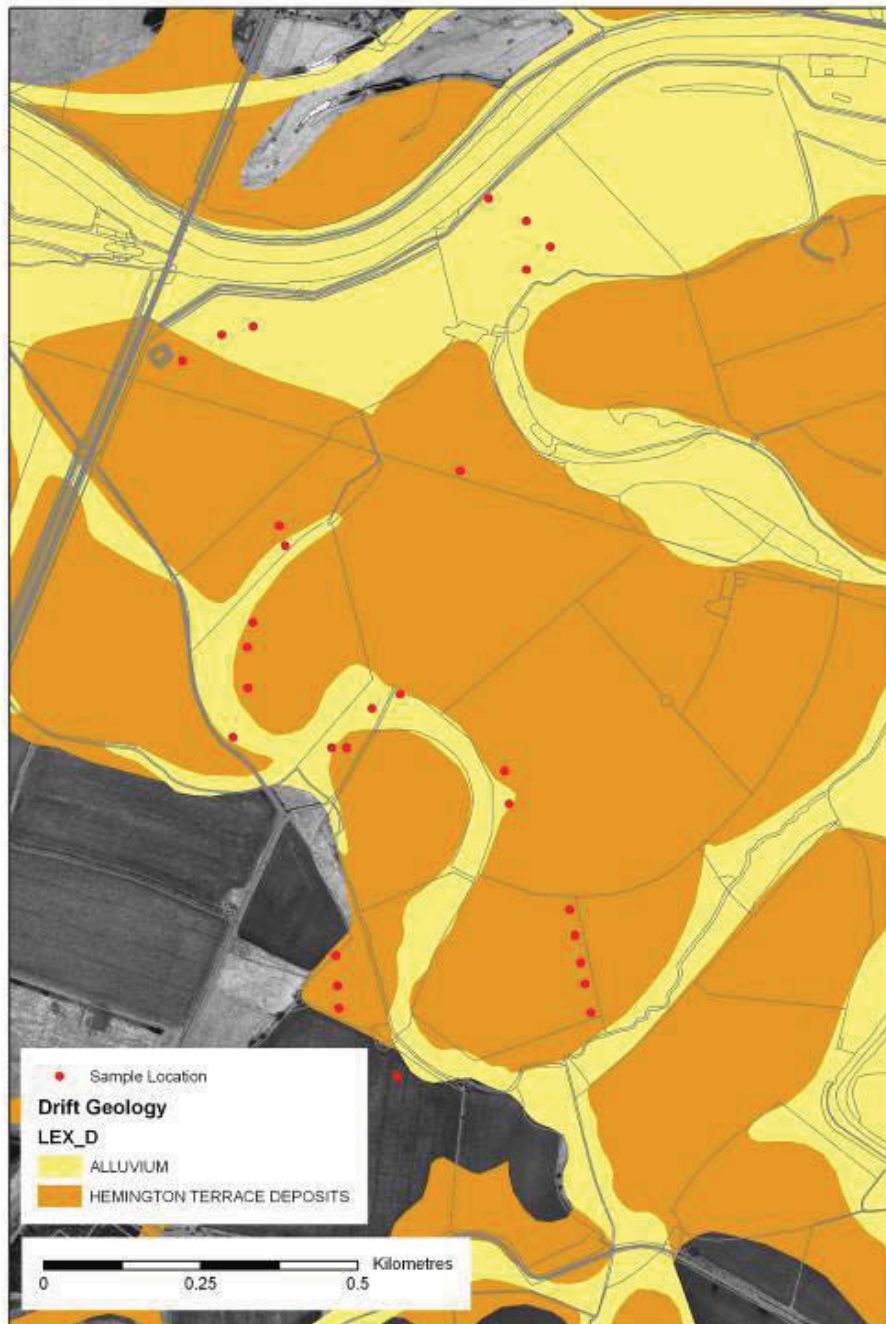 Sample Location
Drift Geology
LEX_D
ALLUVIUM
HEMINGTON TERRACE DEPOSITS
Kilometres
0 0.25 0.5